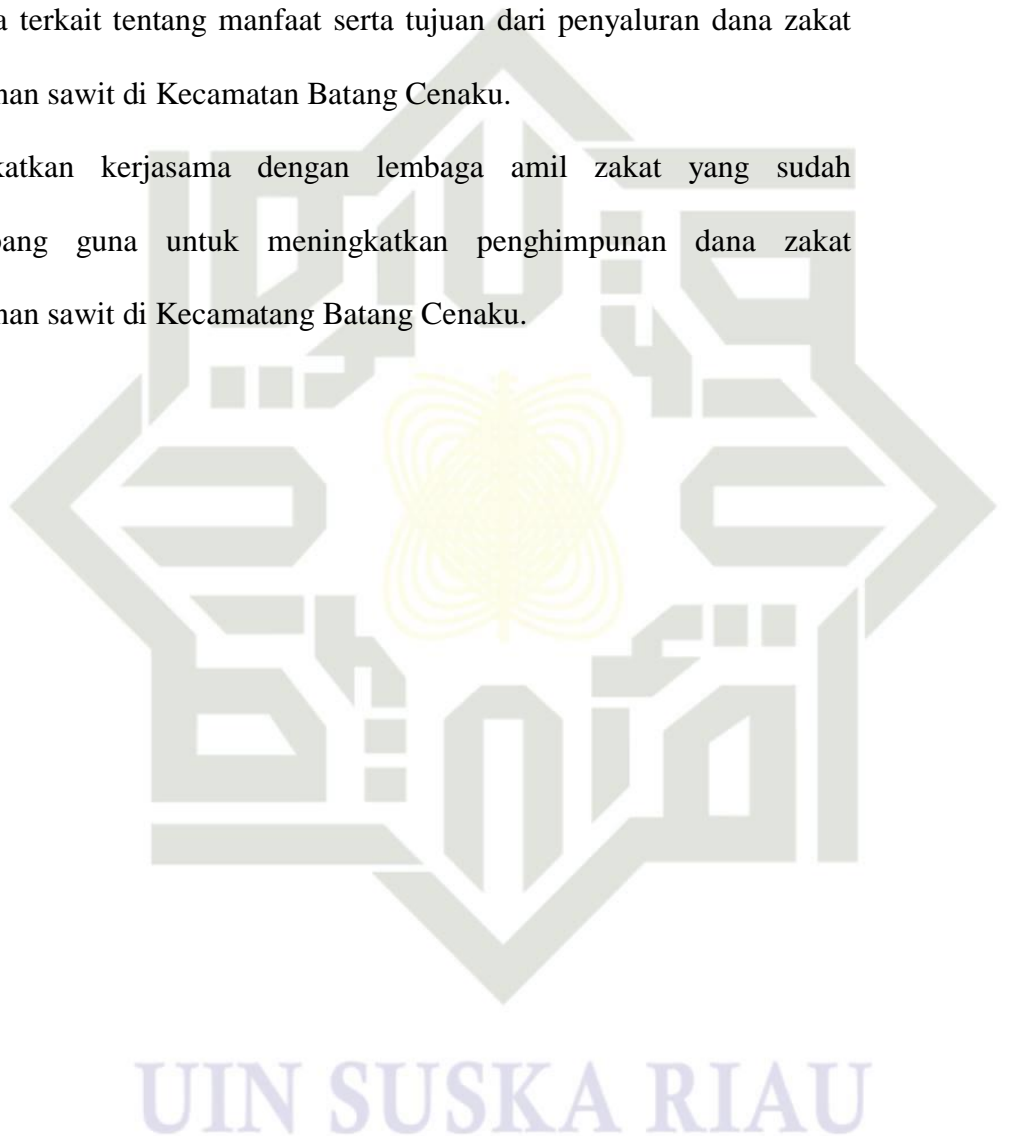 a terkait tentang manfaat serta tujuan dari penyaluran dana zakat
nan sawit di Kecamatan Batang Cenaku.
katkan kerjasama dengan lembaga amil zakat yang sudah
bang guna untuk meningkatkan penghimpunan dana zakat
nan sawit di Kecamatang Batang Cenaku.
UIN SUSKA RIAU